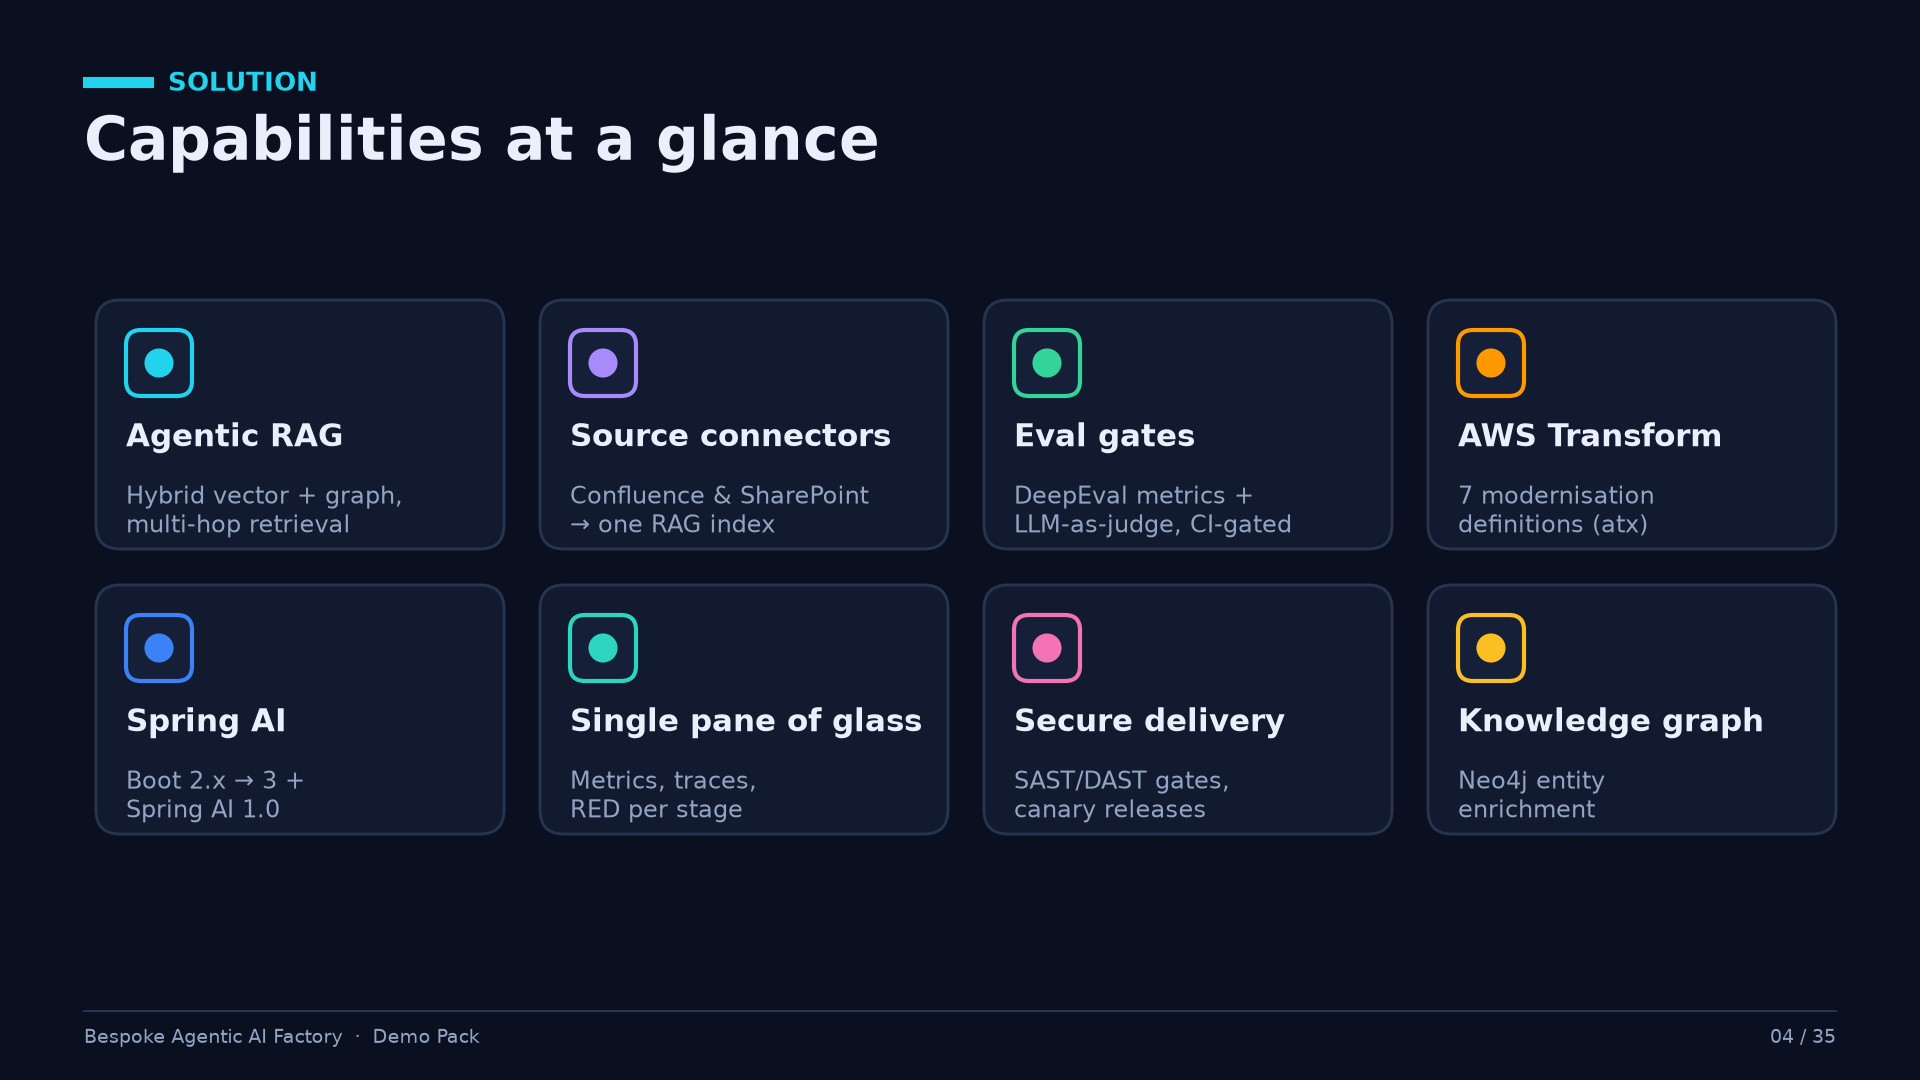 SOLUTION
Capabilities at a glance
Agentic RAG
Hybrid vector + graph,
multi-hop retrieval
Source connectors
Confluence & SharePoint
→ one RAG index
Eval gates
DeepEval metrics +
LLM-as-judge, CI-gated
AWS Transform
7 modernisation
definitions (atx)
Spring AI
Boot 2.x → 3 +
Spring AI 1.0
Single pane of glass
Metrics, traces,
RED per stage
Secure delivery
SAST/DAST gates,
canary releases
Knowledge graph
Neo4j entity
enrichment
Bespoke Agentic AI Factory · Demo Pack
04 / 35